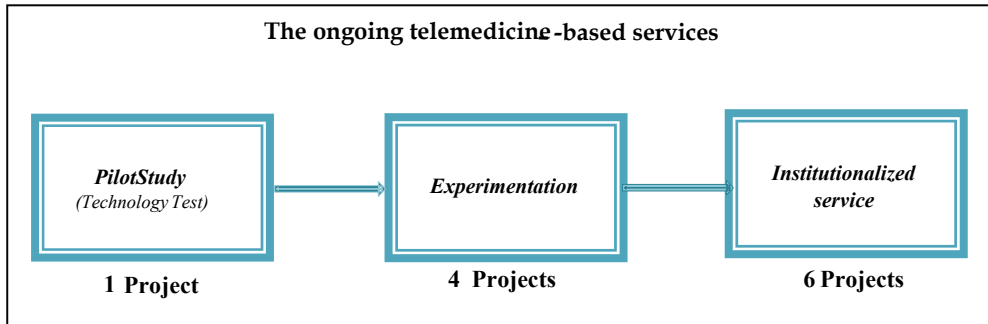 The ongoing telemedicine-based services
PilotStudy
(Technology Test)
Experimentation
Institutionalized
service
1 Project
4 Projects
6 Projects